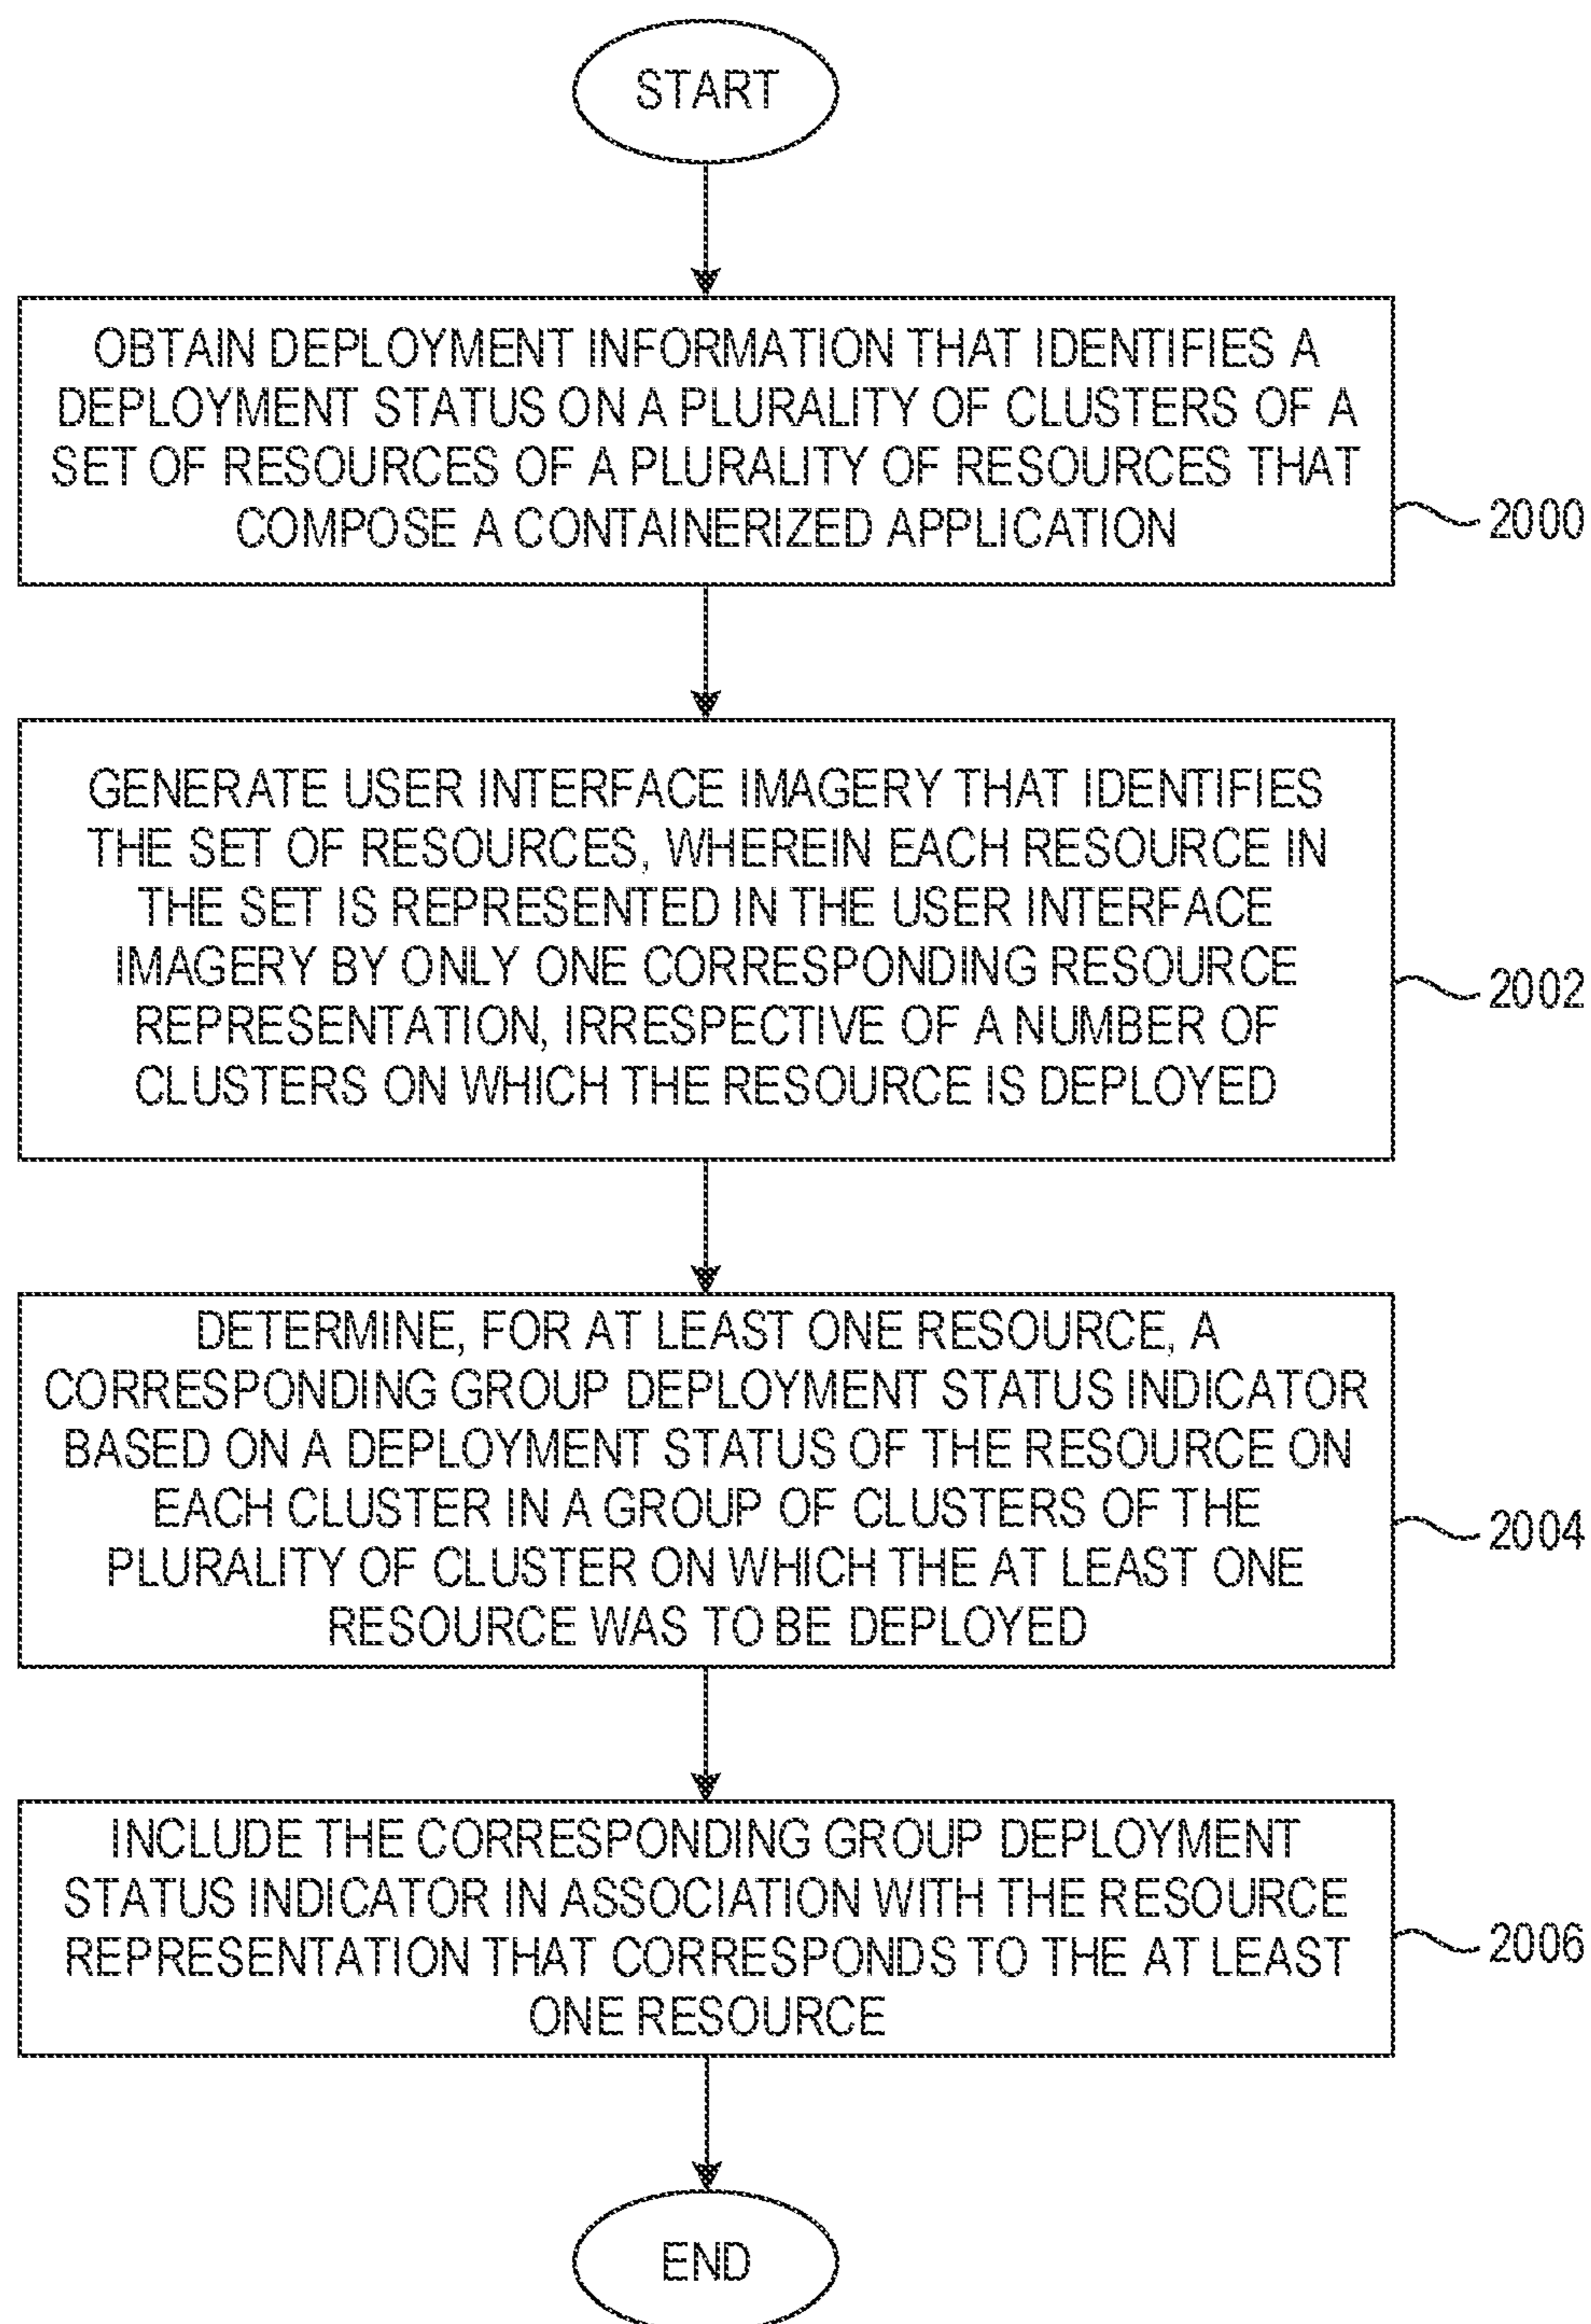 START
OBTAIN DEPLOYMENT INFORMATION THAT IDENTIFIES A
DEPLOYMENT STATUS ON A PLURALITY OF CLUSTERS OF A
SET OF RESOURCES OF A PLURALITY OF RESOURCES THAT
COMPOSE A CONTAINERIZED APPLICATION
2000
GENERATE USER INTERFACE IMAGERY THAT IDENTIFIES
THE SET OF RESOURCES, WHEREIN EACH RESOURCE IN
THE SET IS REPRESENTED IN THE USER INTERFACE
IMAGERY BY ONLY ONE CORRESPONDING RESOURCE
REPRESENTATION, IRRESPECTIVE OF A NUMBER OF
CLUSTERS ON WHICH THE RESOURCE IS DEPLOYED
2002
DETERMINE, FOR AT LEAST ONE RESOURCE, A
CORRESPONDING GROUP DEPLOYMENT STATUS INDICATOR
BASED ON A DEPLOYMENT STATUS OF THE RESOURCE ON
EACH CLUSTER IN A GROUP OF CLUSTERS OF THE
PLURALITY OF CLUSTER ON WHICH THE AT LEAST ONE
RESOURCE WAS TO BE DEPLOYED
2004
INCLUDE THE CORRESPONDING GROUP DEPLOYMENT
STATUS INDICATOR IN ASSOCIATION WITH THE RESOURCE
REPRESENTATION THAT CORRESPONDS TO THE AT LEAST
ONE RESOURCE
2006
END